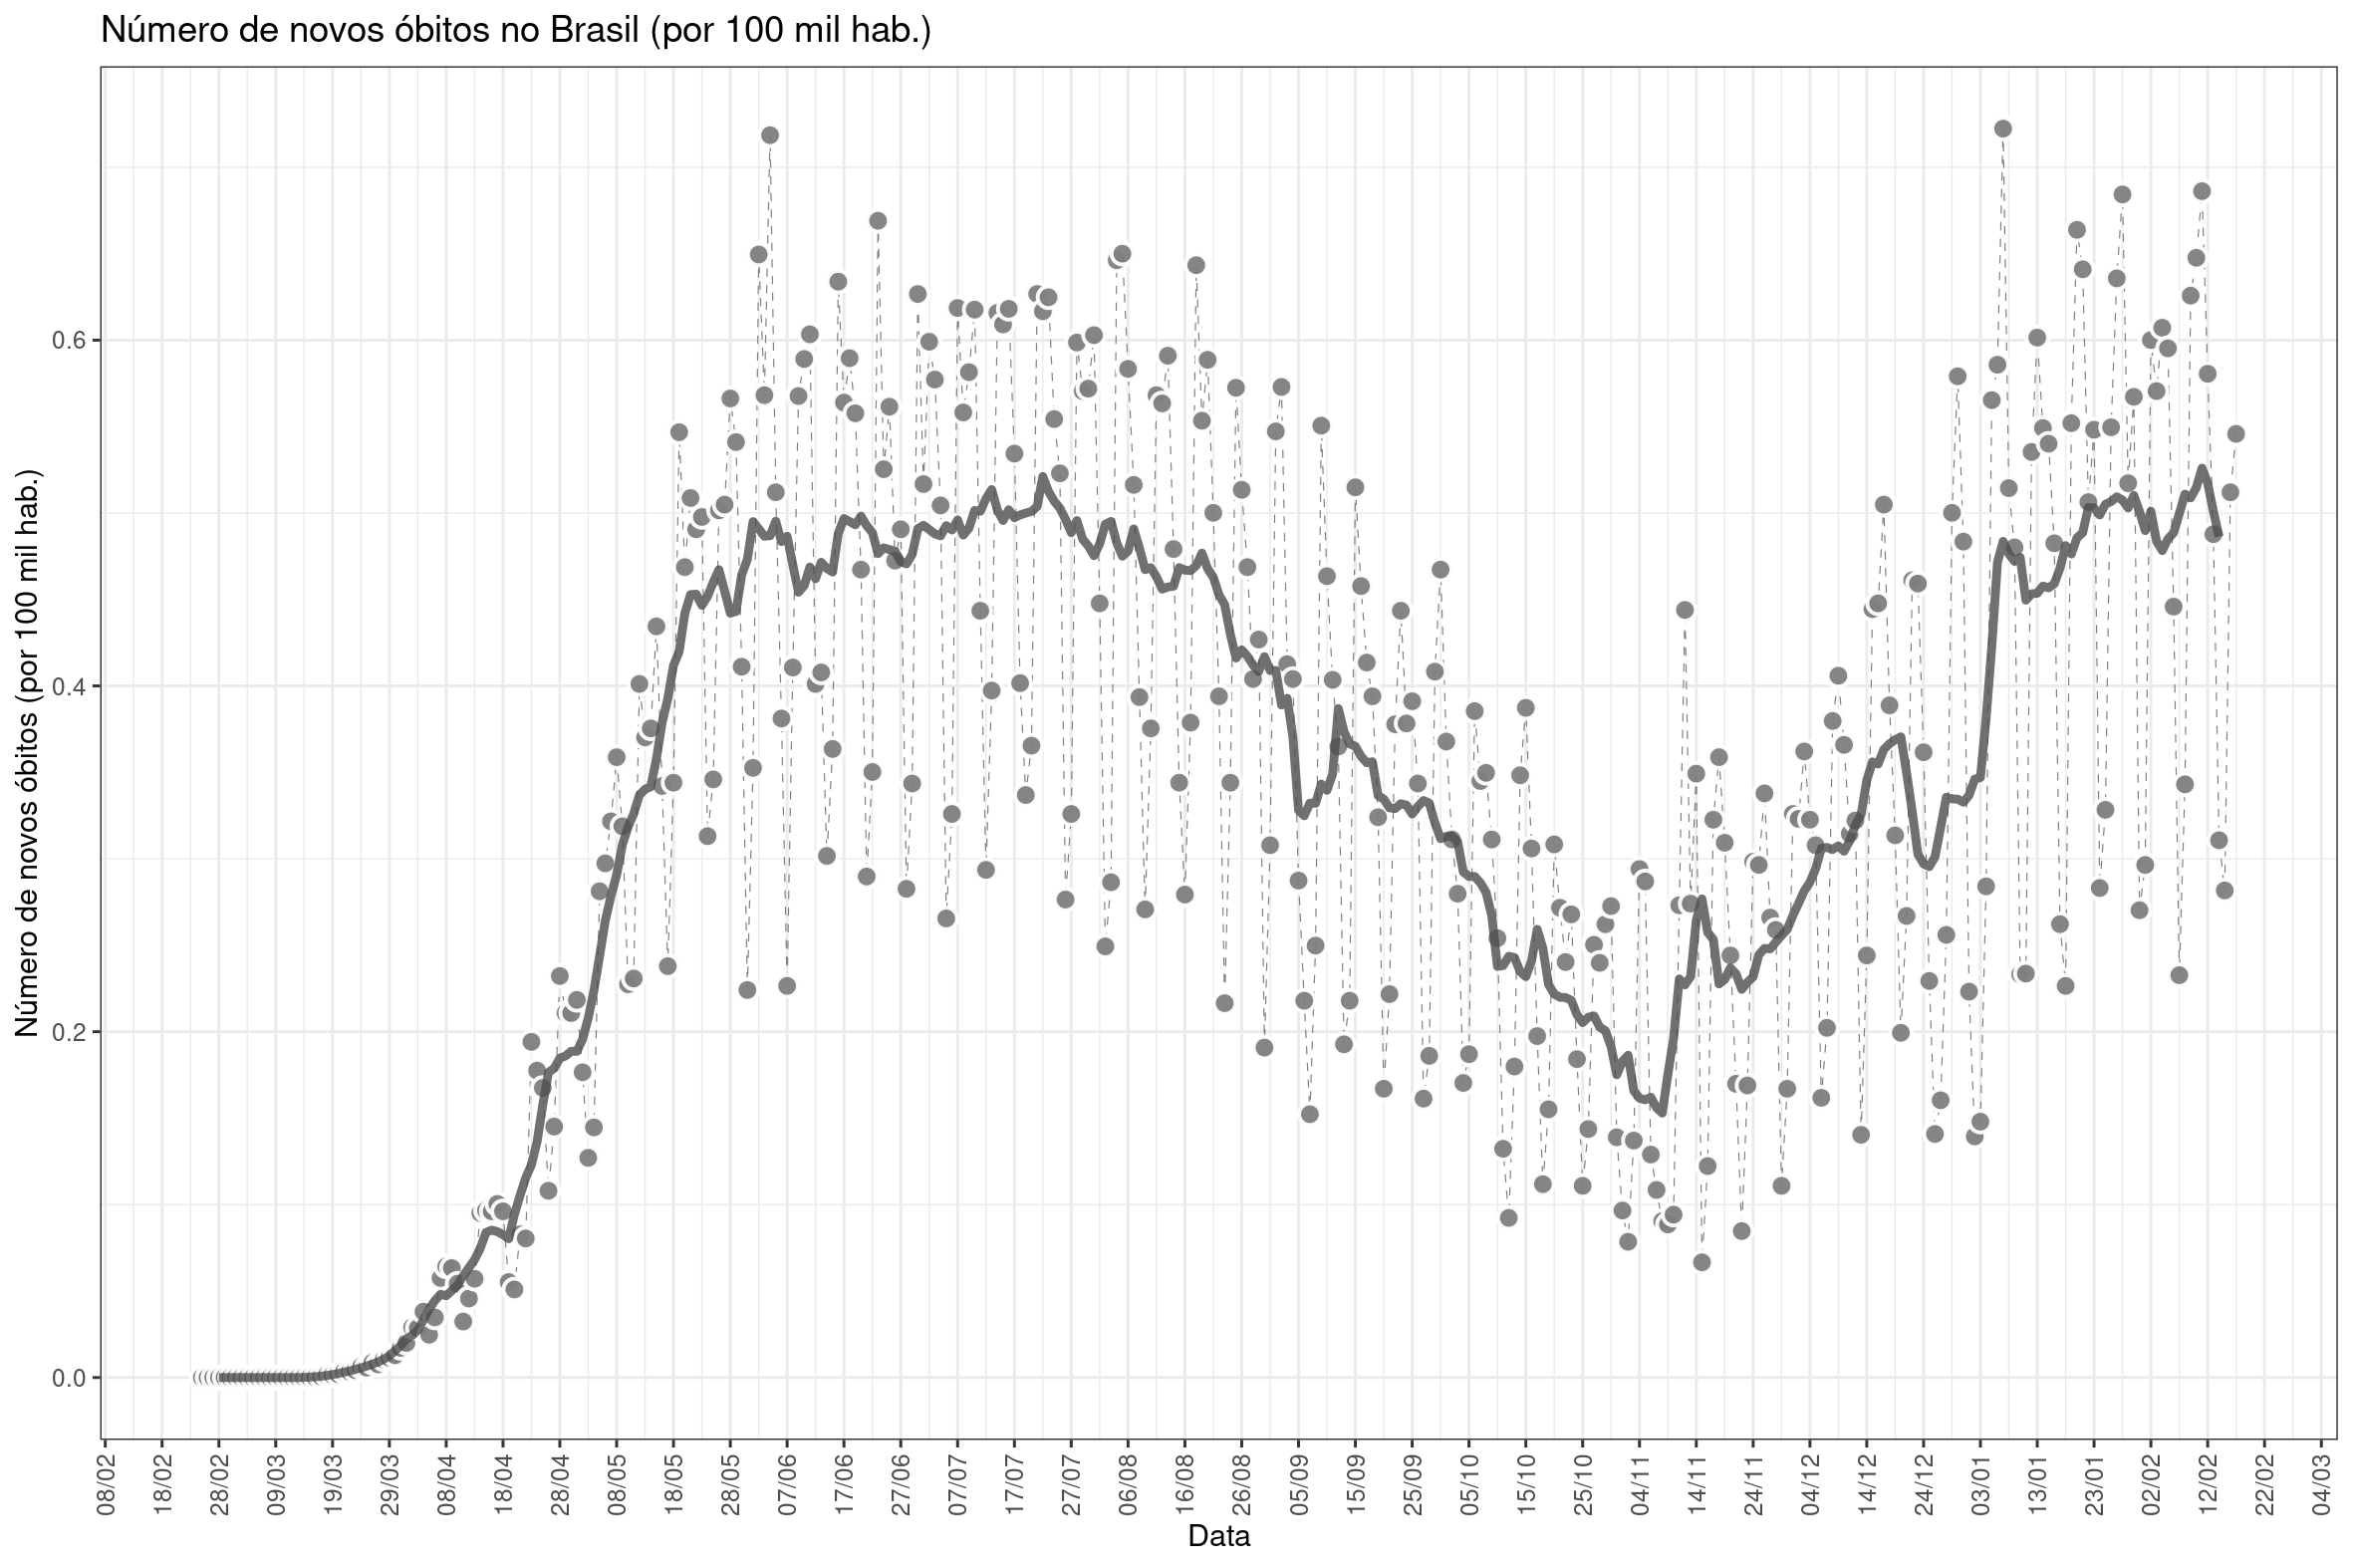 Número de novos óbitos no Brasil (por 100 mil hab.)
Número de novos óbitos (por 100 mil hab.)
0.6
0.4
0.2
0.0
08/02 18/02 28/02 09/03 19/03 29/03 08/04 18/04 28/04 08/05 18/05 28/05 07/06 17/06 27/06 07/07 17/07 27/07 06/08 16/08 26/08 05/09 15/09 25/09 05/10 15/10 25/10 04/11 14/11 24/11 04/12 14/12 24/12 03/01 13/01 23/01 02/02 12/02 22/02 04/03
Data